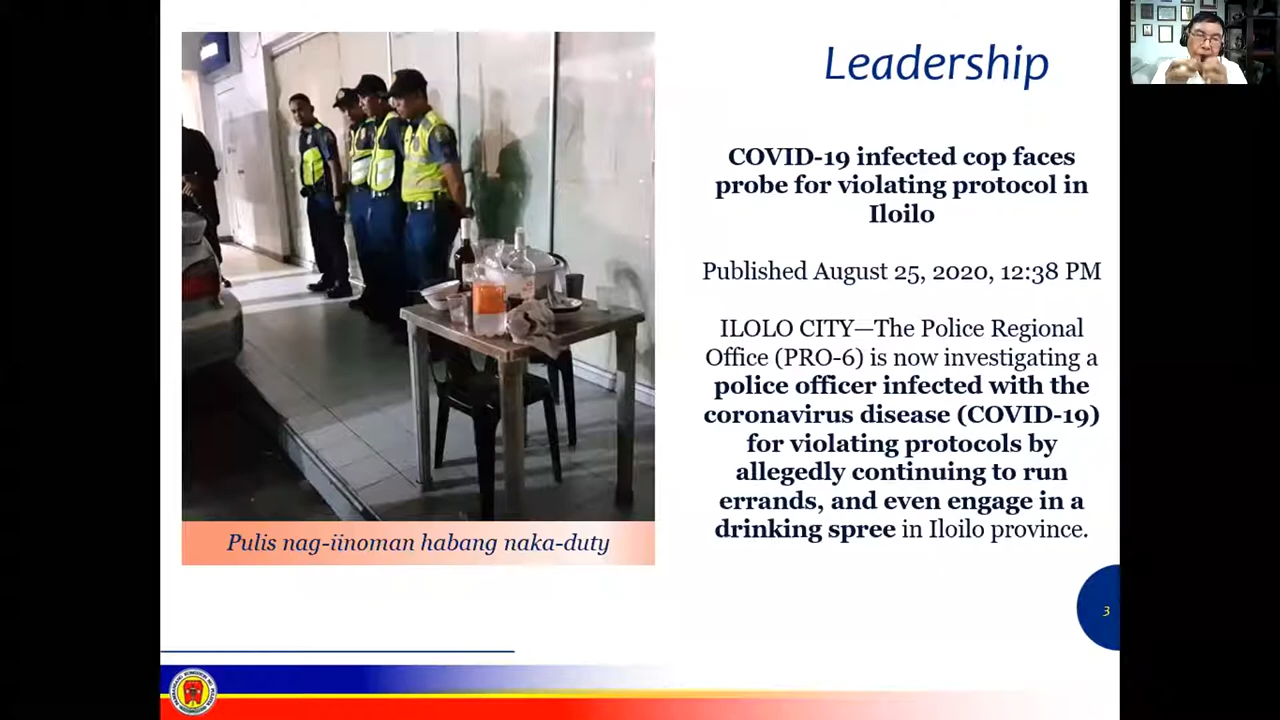 Leadership
COVID-19 infected cop faces
probe for violating protocol in
Iloilo
Published August 25, 2020, 12:38 PM
ILOLO CITY—The Police Regional
Office (PRO-6) is now investigating a
police officer infected with the
coronavirus disease (COVID-19)
for violating protocols by
allegedly continuing to run
errands, and even engage in a
drinking spree in Iloilo province.
Pulis nag-iinoman habang naka-duty
3